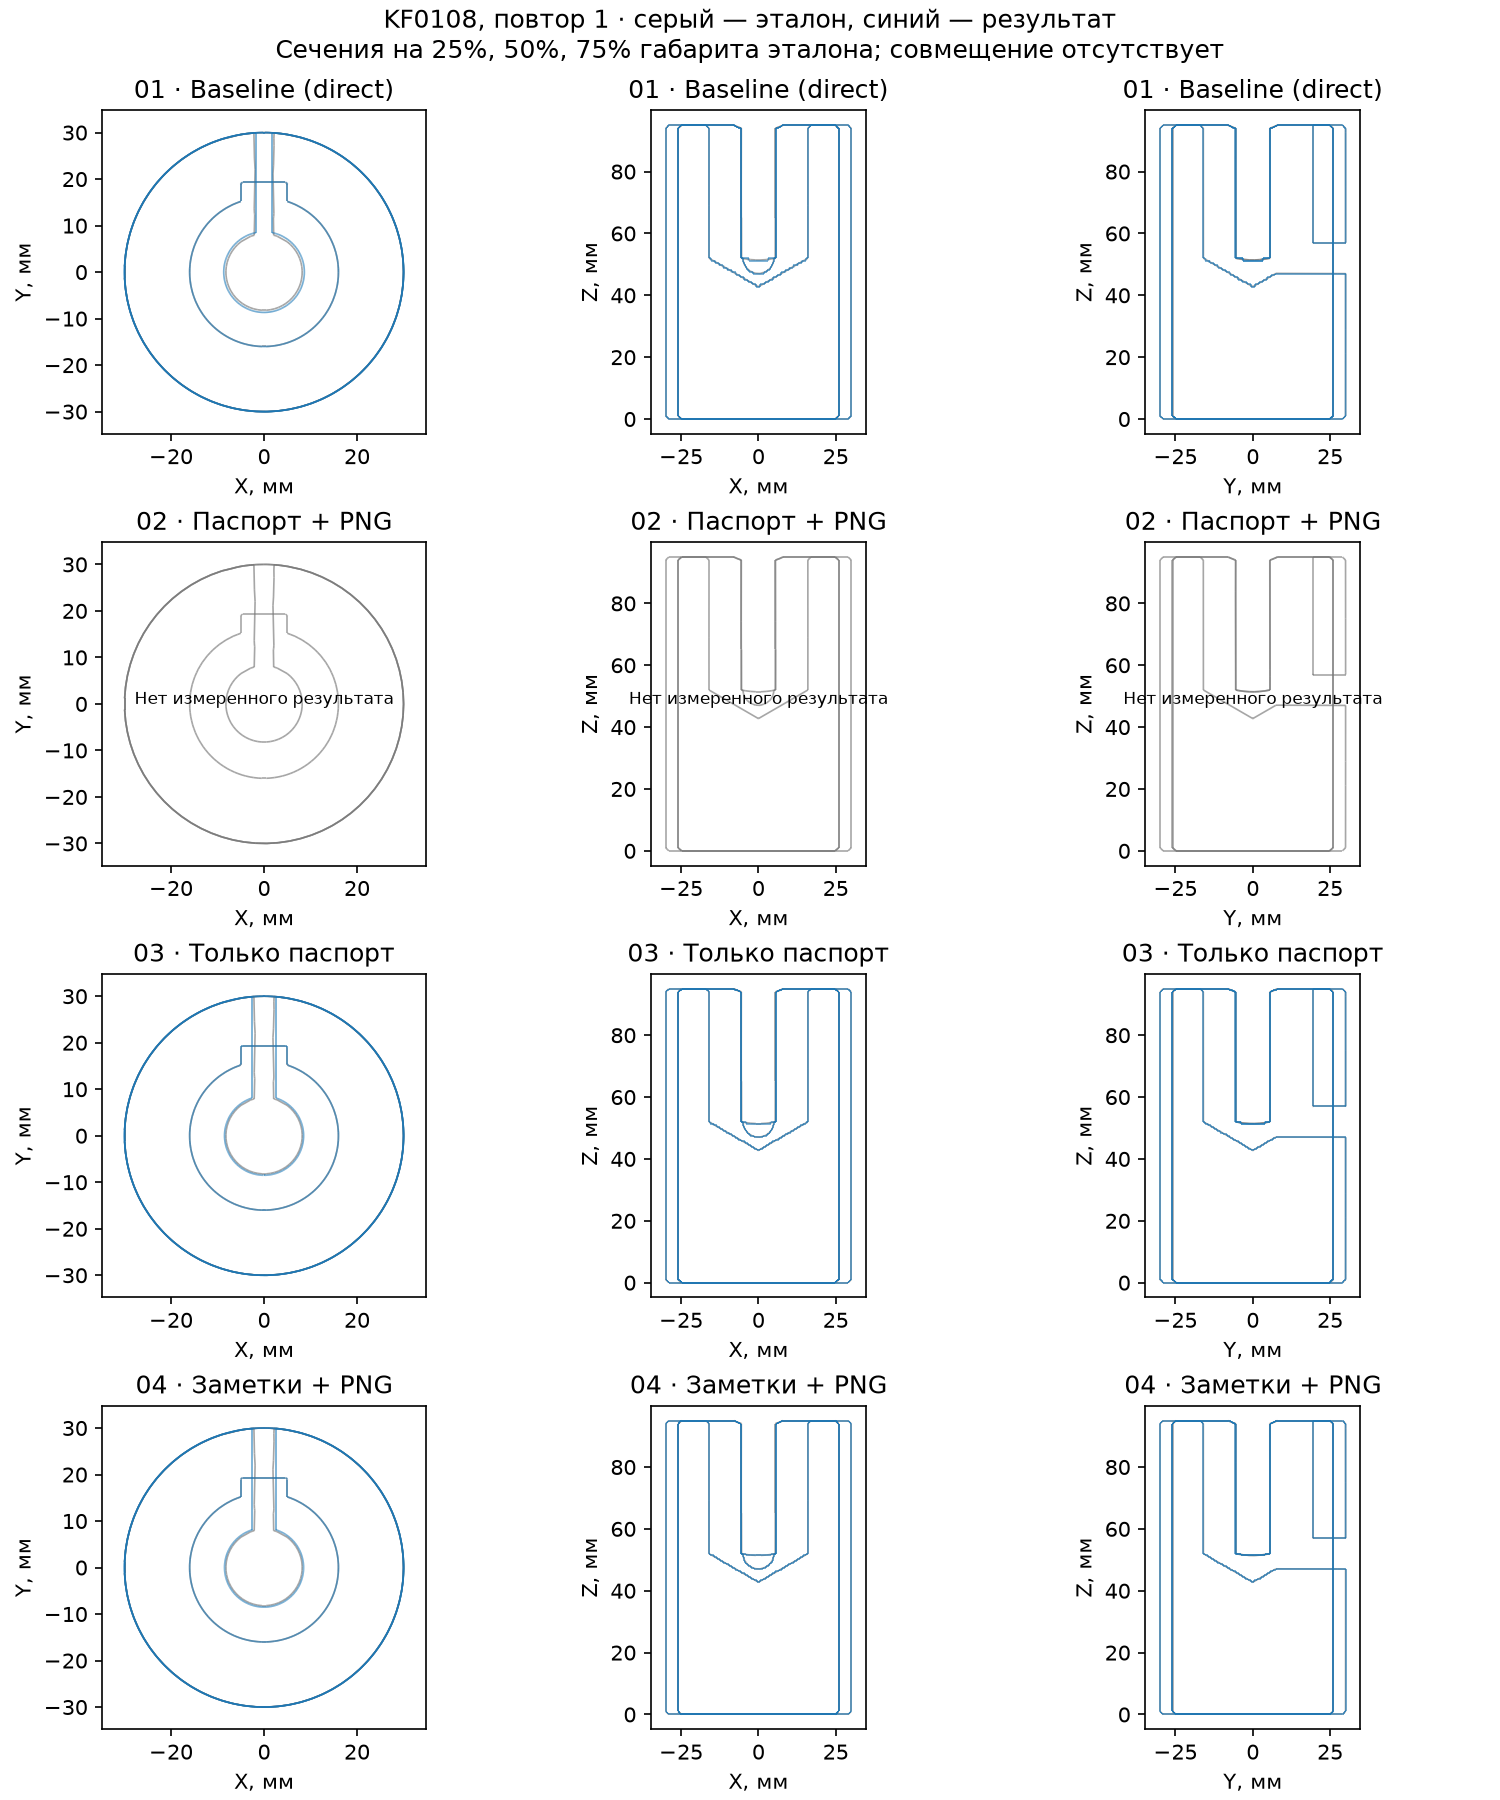 KF0108, повтор 1 · серый — эталон, синий — результат
Сечения на 25%, 50%, 75% габарита эталона; совмещение отсутствует
01 · Baseline (direct)
01 · Baseline (direct)
01 · Baseline (direct)
30
20
10
0
−10
−20
−30
Y, мм
−20 0 20
X, мм
80
60
40
20
0
Z, мм
−25 0 25
X, мм
80
60
40
20
0
Z, мм
−25 0 25
Y, мм
02 · Паспорт + PNG
02 · Паспорт + PNG
02 · Паспорт + PNG
30
20
10
0
−10
−20
−30
Y, мм
Нет измеренного результата
−20 0 20
X, мм
80
60
40
20
0
Z, мм
Нет измеренного результата
−25 0 25
X, мм
80
60
40
20
0
Z, мм
Нет измеренного результата
−25 0 25
Y, мм
03 · Только паспорт
03 · Только паспорт
03 · Только паспорт
30
20
10
0
−10
−20
−30
Y, мм
−20 0 20
X, мм
80
60
40
20
0
Z, мм
−25 0 25
X, мм
80
60
40
20
0
Z, мм
−25 0 25
Y, мм
04 · Заметки + PNG
04 · Заметки + PNG
04 · Заметки + PNG
30
20
10
0
−10
−20
−30
Y, мм
−20 0 20
X, мм
80
60
40
20
0
Z, мм
−25 0 25
X, мм
80
60
40
20
0
Z, мм
−25 0 25
Y, мм